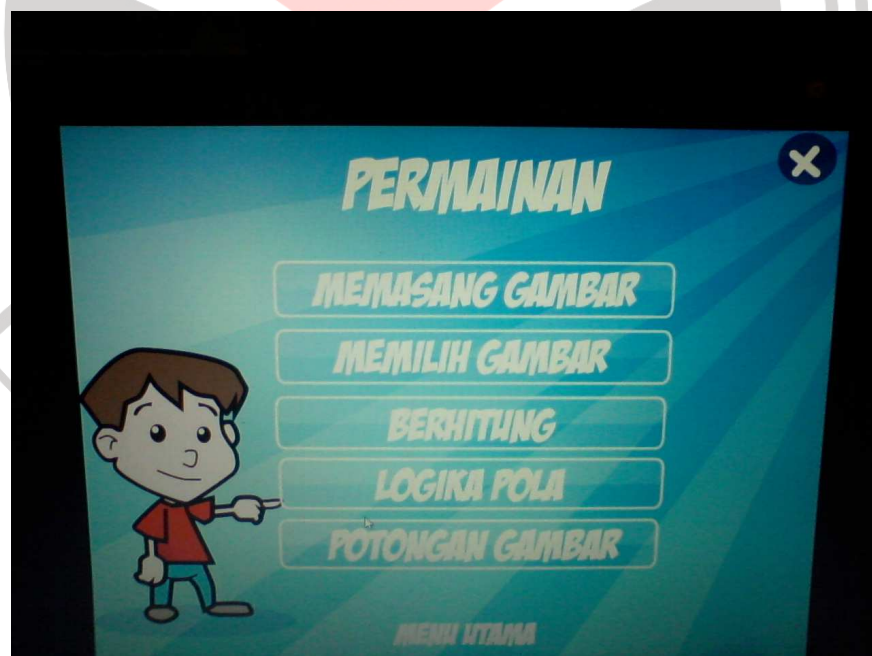 PERMAINAN
MEMASANG GAMBAR
MEMILIH GAMBAR
BERHITUNG
LOGIKA POLA
POTONGAN GAMBAR
MENU UTAMA